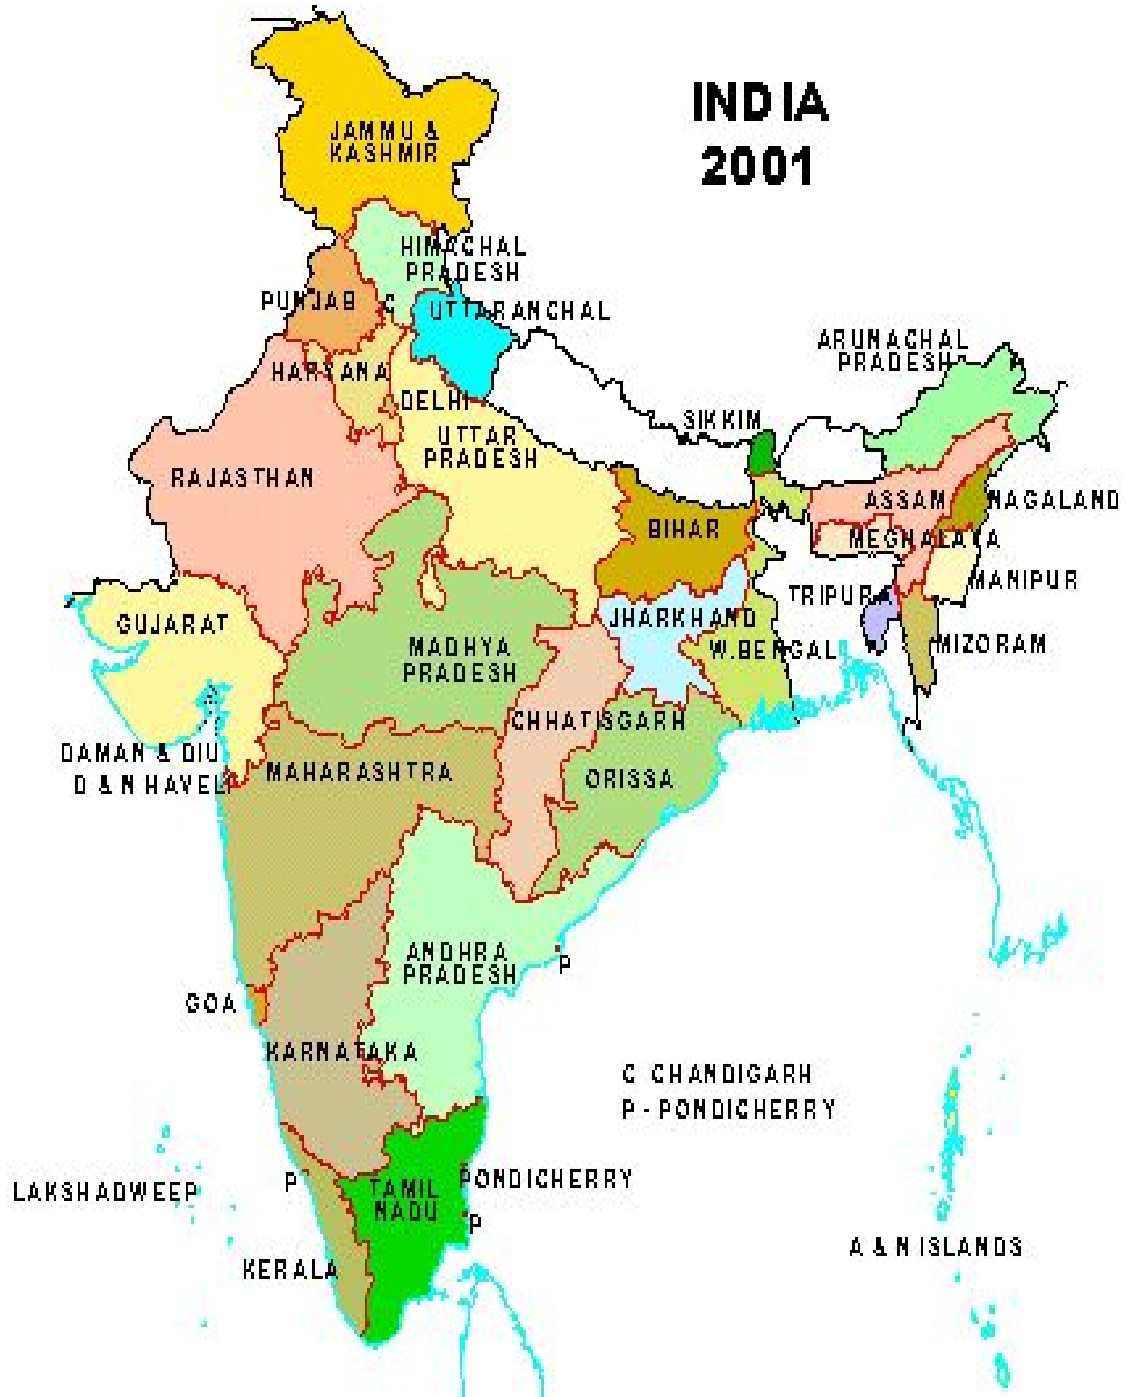 INDIA
2001
JAMMU &
KASHMIR
HIMACHAL
PRADESH
PUNJAB
C
UTTARANCHAL
HARYANA
DELHI
UTTAR
PRADESH
ARUNACHAL
PRADESH
SIKKIM
RAJASTHAN
ASSAM
NAGALAND
BIHAR
MEGHALAYA
MANIPUR
TRIPURA
GUJARAT
JHARKHAND
MADHYA
PRADESH
W.BENGAL
MIZORAM
CHHATISGARH
DAMAN & DIU
D & N HAVELI
MAHARASHTRA
ORISSA
ANDHRA
PRADESH
P
GOA
KARNATAKA
C CHANDIGARH
P - PONDICHERRY
P
PONDICHERRY
LAKSHADWEEP
TAMIL
NADU
P
A & N ISLANDS
KERALA